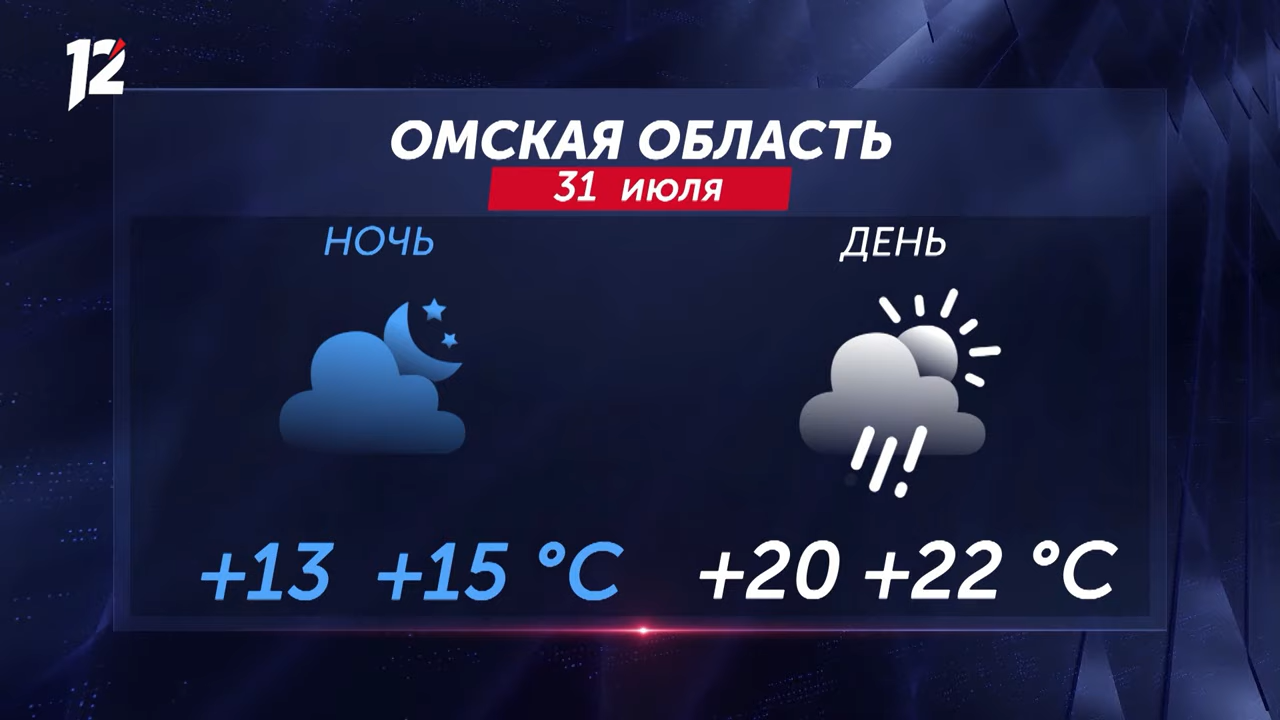 12
ОМСКАЯ ОБЛАСТЬ
31 июля
НОЧЬ
ДЕНЬ
+13 +15 °C
+20 +22 °C